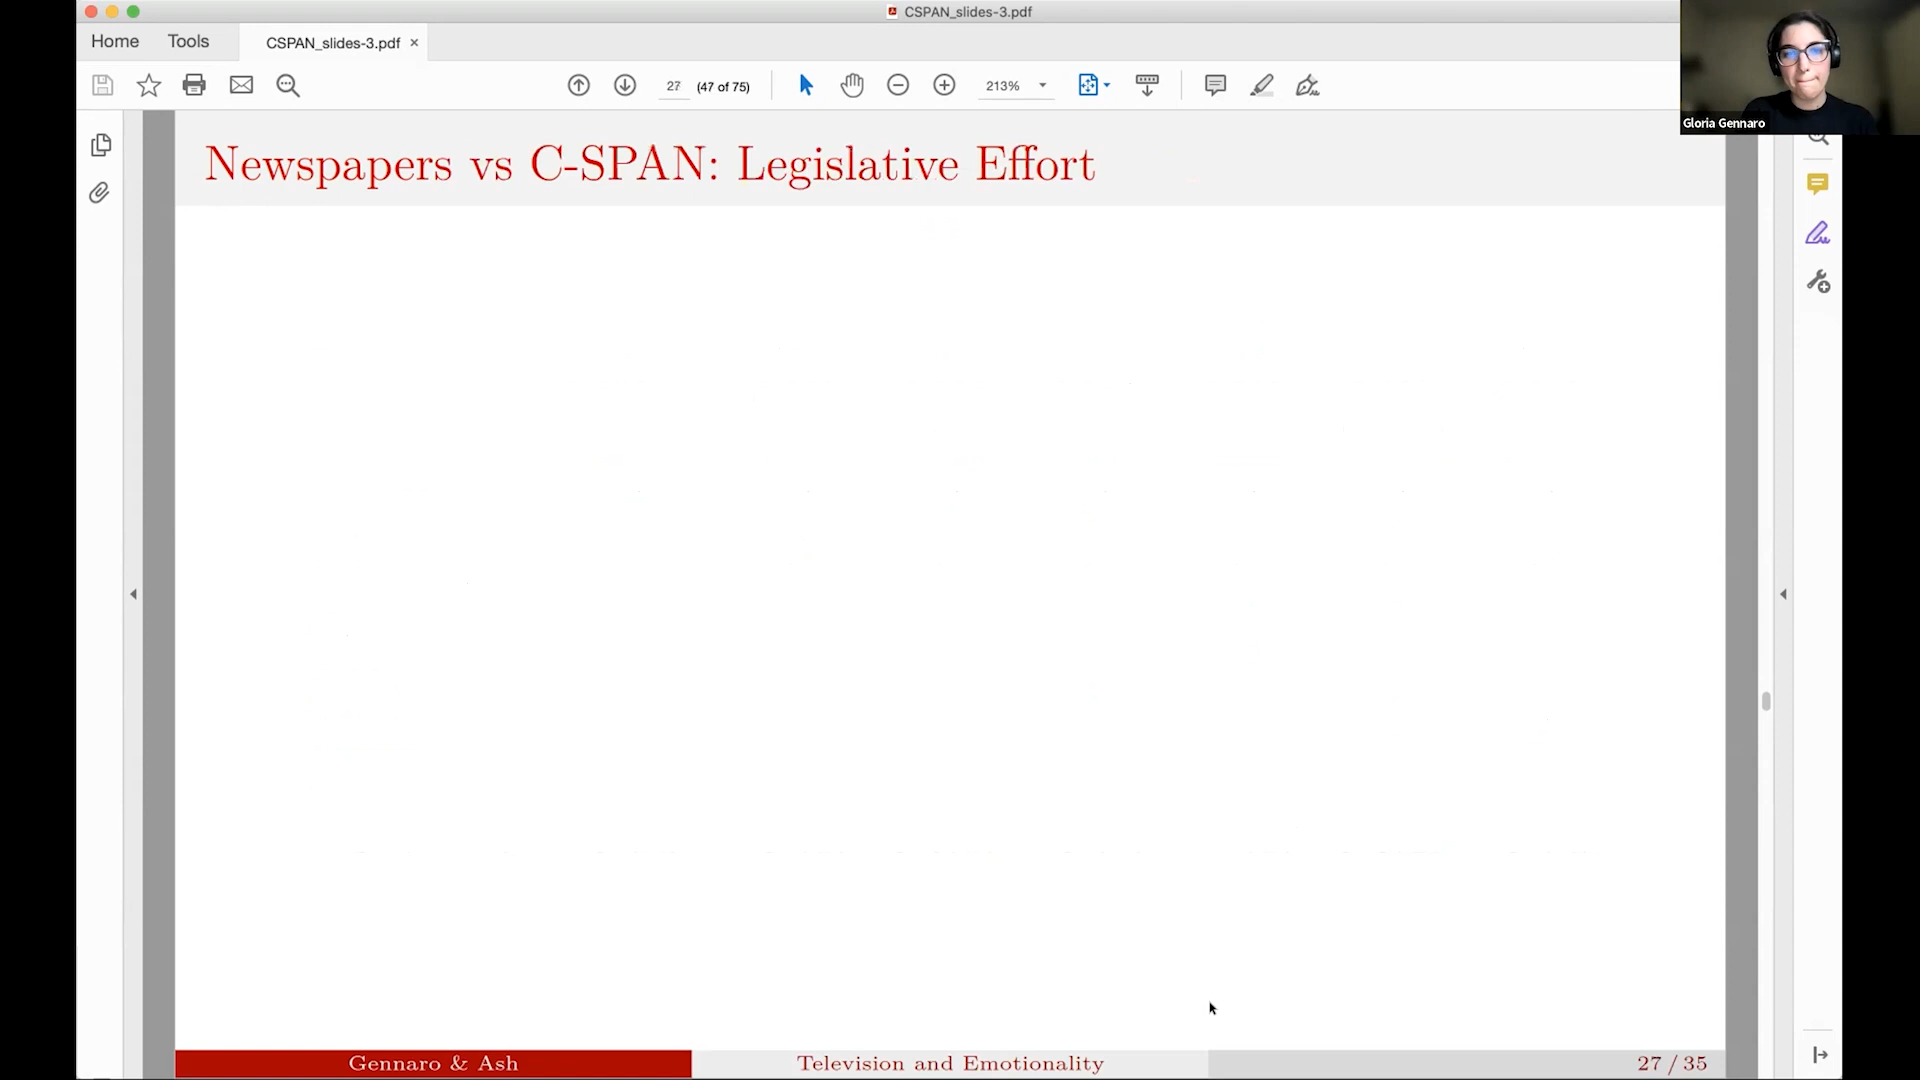 CSPAN_slides-3.pdf
Home
Tools
CSPAN_slides-3.pdf ×
27
(47 of 75)
213%
Gloria Gennaro
Newspapers vs C-SPAN: Legislative Effort
Gennaro & Ash
Television and Emotionality
27 / 35